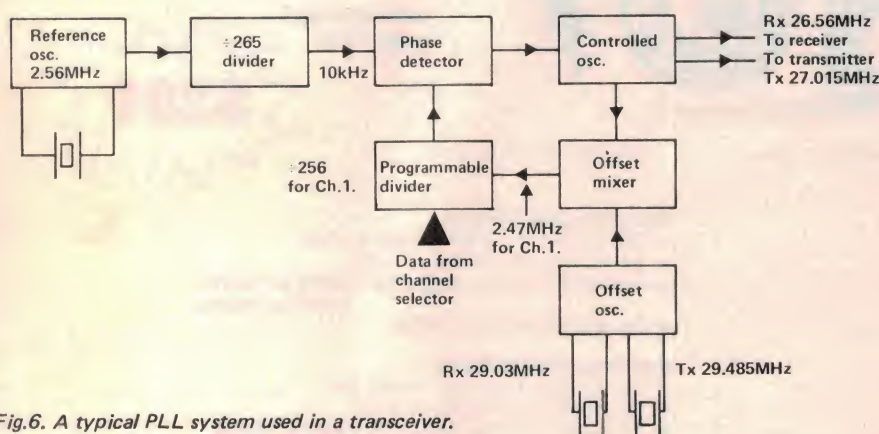 Reference
osc.
2.56MHz
÷265
divider
10kHz
Phase
detector
Controlled
osc.
Rx 26.56MHz
To receiver
To transmitter
Tx 27.015MHz
÷256
for Ch.1.
Programmable
divider
Offset
mixer
2.47MHz
for Ch.1.
Data from
channel
selector
Offset
osc.
Rx 29.03MHz
Tx 29.485MHz
Fig.6. A typical PLL system used in a transceiver.